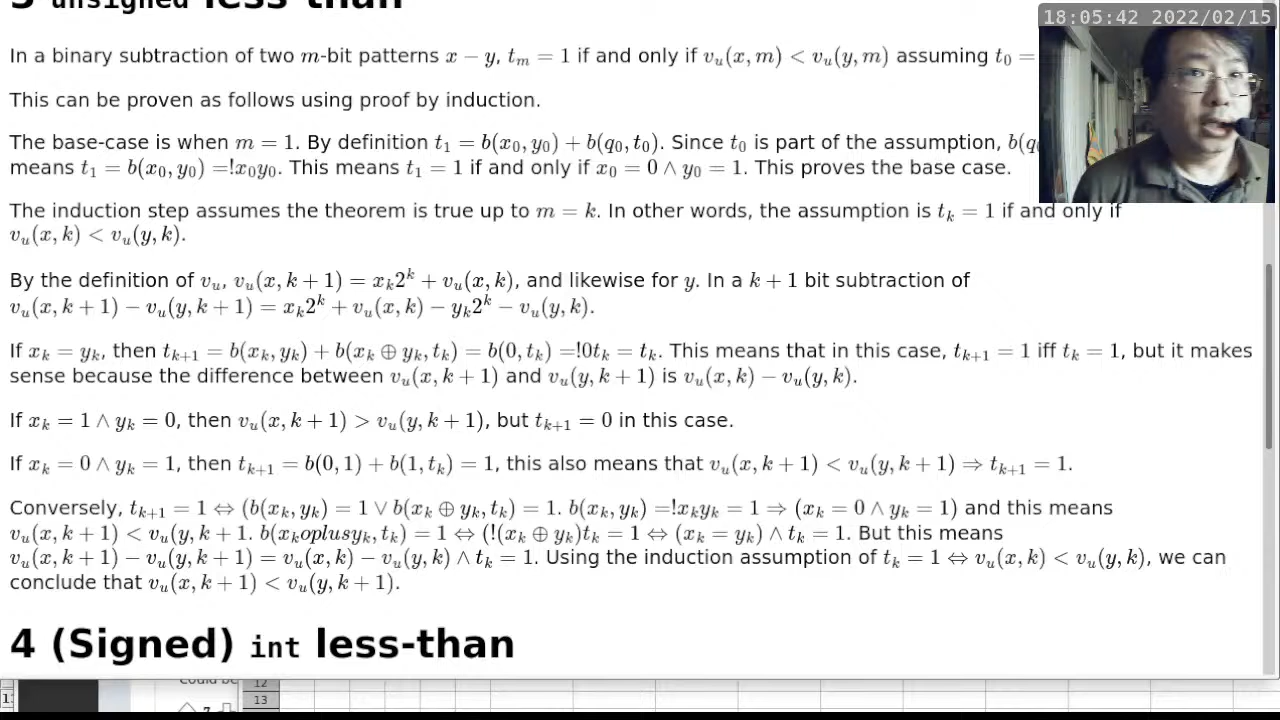 3 unsigned less-than
18:05:42 2022/02/15
In a binary subtraction of two m-bit patterns x − y, t_m = 1 if and only if v_u(x, m) < v_u(y, m) assuming t_0 =
This can be proven as follows using proof by induction.
The base-case is when m = 1. By definition t_1 = b(x_0, y_0) + b(q_0, t_0). Since t_0 is part of the assumption,
means t_1 = b(x_0, y_0) =!x_0y_0. This means t_1 = 1 if and only if x_0 = 0 ∧ y_0 = 1. This proves the base case.
The induction step assumes the theorem is true up to m = k. In other words, the assumption is t_k = 1 if and only if
v_u(x, k) < v_u(y, k).
By the definition of v_u, v_u(x, k + 1) = x_k2^k + v_u(x, k), and likewise for y. In a k + 1 bit subtraction of
v_u(x, k + 1) − v_u(y, k + 1) = x_k2^k + v_u(x, k) − y_k2^k − v_u(y, k).
If x_k = y_k, then t_{k+1} = b(x_k, y_k) + b(x_k ⊕ y_k, t_k) = b(0, t_k) =!0t_k = t_k. This means that in this case, t_{k+1} = 1 iff t_k = 1, but it makes
sense because the difference between v_u(x, k + 1) and v_u(y, k + 1) is v_u(x, k) − v_u(y, k).
If x_k = 1 ∧ y_k = 0, then v_u(x, k + 1) > v_u(y, k + 1), but t_{k+1} = 0 in this case.
If x_k = 0 ∧ y_k = 1, then t_{k+1} = b(0, 1) + b(1, t_k) = 1, this also means that v_u(x, k + 1) < v_u(y, k + 1) ⇒ t_{k+1} = 1.
Conversely, t_{k+1} = 1 ⇔ (b(x_k, y_k) = 1 ∨ b(x_k ⊕ y_k, t_k) = 1. b(x_k, y_k) =!x_ky_k = 1 ⇒ (x_k = 0 ∧ y_k = 1) and this means
v_u(x, k + 1) < v_u(y, k + 1. b(x_koplusy_k, t_k) = 1 ⇔ (!(x_k ⊕ y_k)t_k = 1 ⇔ (x_k = y_k) ∧ t_k = 1. But this means
v_u(x, k + 1) − v_u(y, k + 1) = v_u(x, k) − v_u(y, k) ∧ t_k = 1. Using the induction assumption of t_k = 1 ⇔ v_u(x, k) < v_u(y, k), we can
conclude that v_u(x, k + 1) < v_u(y, k + 1).
4 (Signed) int less-than
12
13